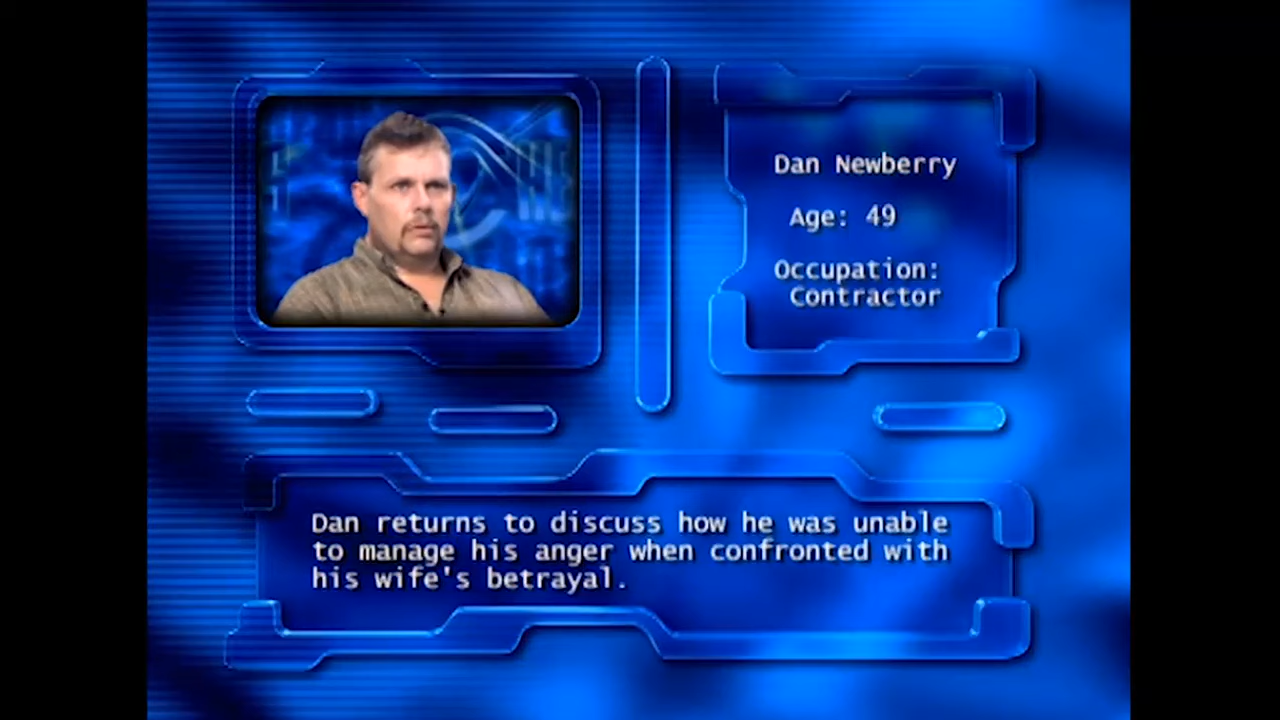 Dan Newberry
Age: 49
Occupation:
Contractor
Dan returns to discuss how he was unable
to manage his anger when confronted with
his wife's betrayal.